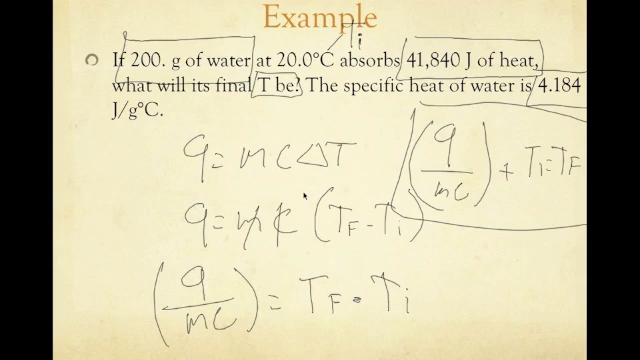 Example
Ti
If 200. g of water at 20.0°C absorbs 41,840 J of heat,
what will its final T be? The specific heat of water is 4.184
J/g°C.
q = mc∆T
(q/mc) + Ti = TF
q = mc (TF - Ti)
(q/mc) = TF - Ti